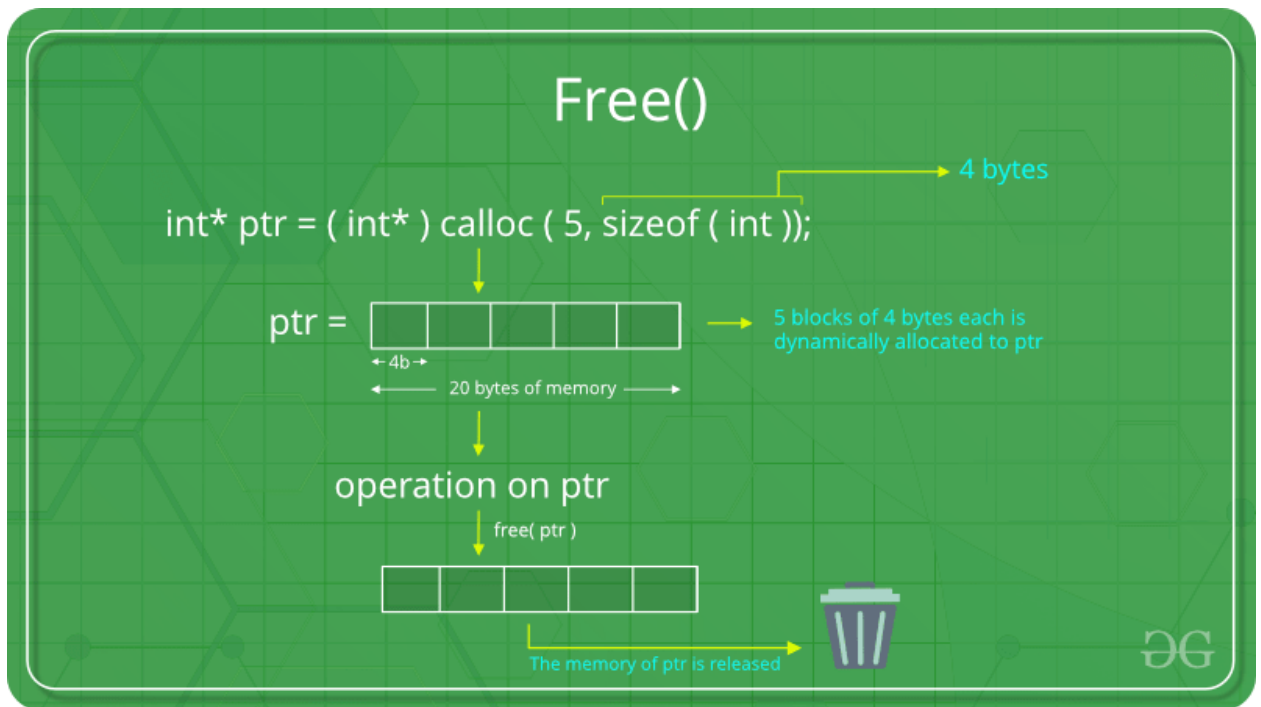 Free()
4 bytes
int* ptr = ( int* ) calloc ( 5, sizeof ( int ));
ptr =
5 blocks of 4 bytes each is
dynamically allocated to ptr
4b
20 bytes of memory
operation on ptr
free( ptr )
The memory of ptr is released